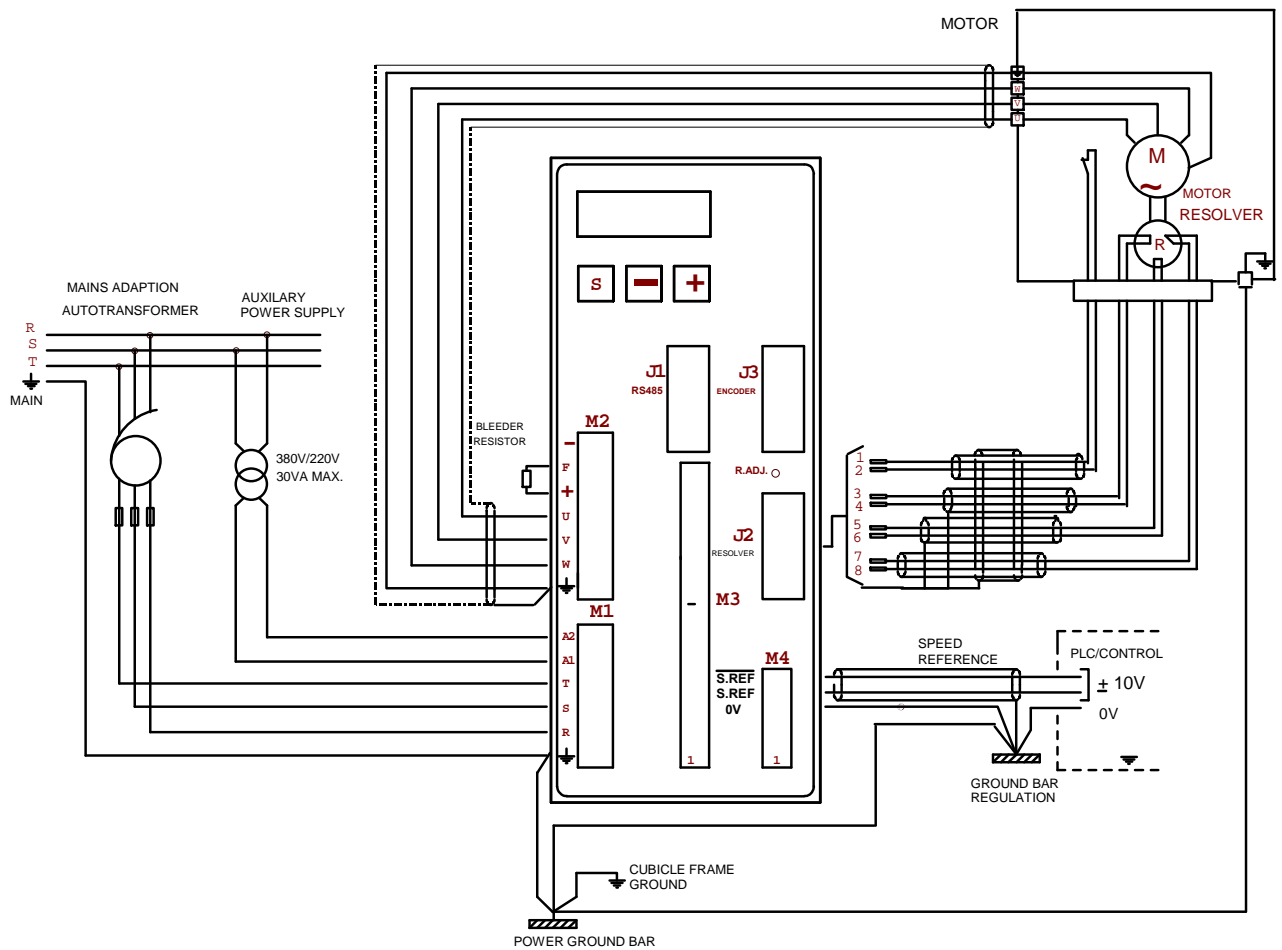 MOTOR
W
V
U
M
~
MOTOR
RESOLVER
R
S
-
+
MAINS ADAPTION
AUTOTRANSFORMER
AUXILARY
POWER SUPPLY
R
S
T
MAIN
380V/220V
30VA MAX.
BLEEDER
RESISTOR
M2
-
F
+
U
V
W
M1
A2
A1
T
S
R
J1
RS485
J3
ENCODER
R.ADJ.
J2
RESOLVER
M3
-
1
M4
S.REF
S.REF
0V
1
1
2
3
4
5
6
7
8
SPEED
REFERENCE
PLC/CONTROL
± 10V
0V
GROUND BAR
REGULATION
CUBICLE FRAME
GROUND
POWER GROUND BAR